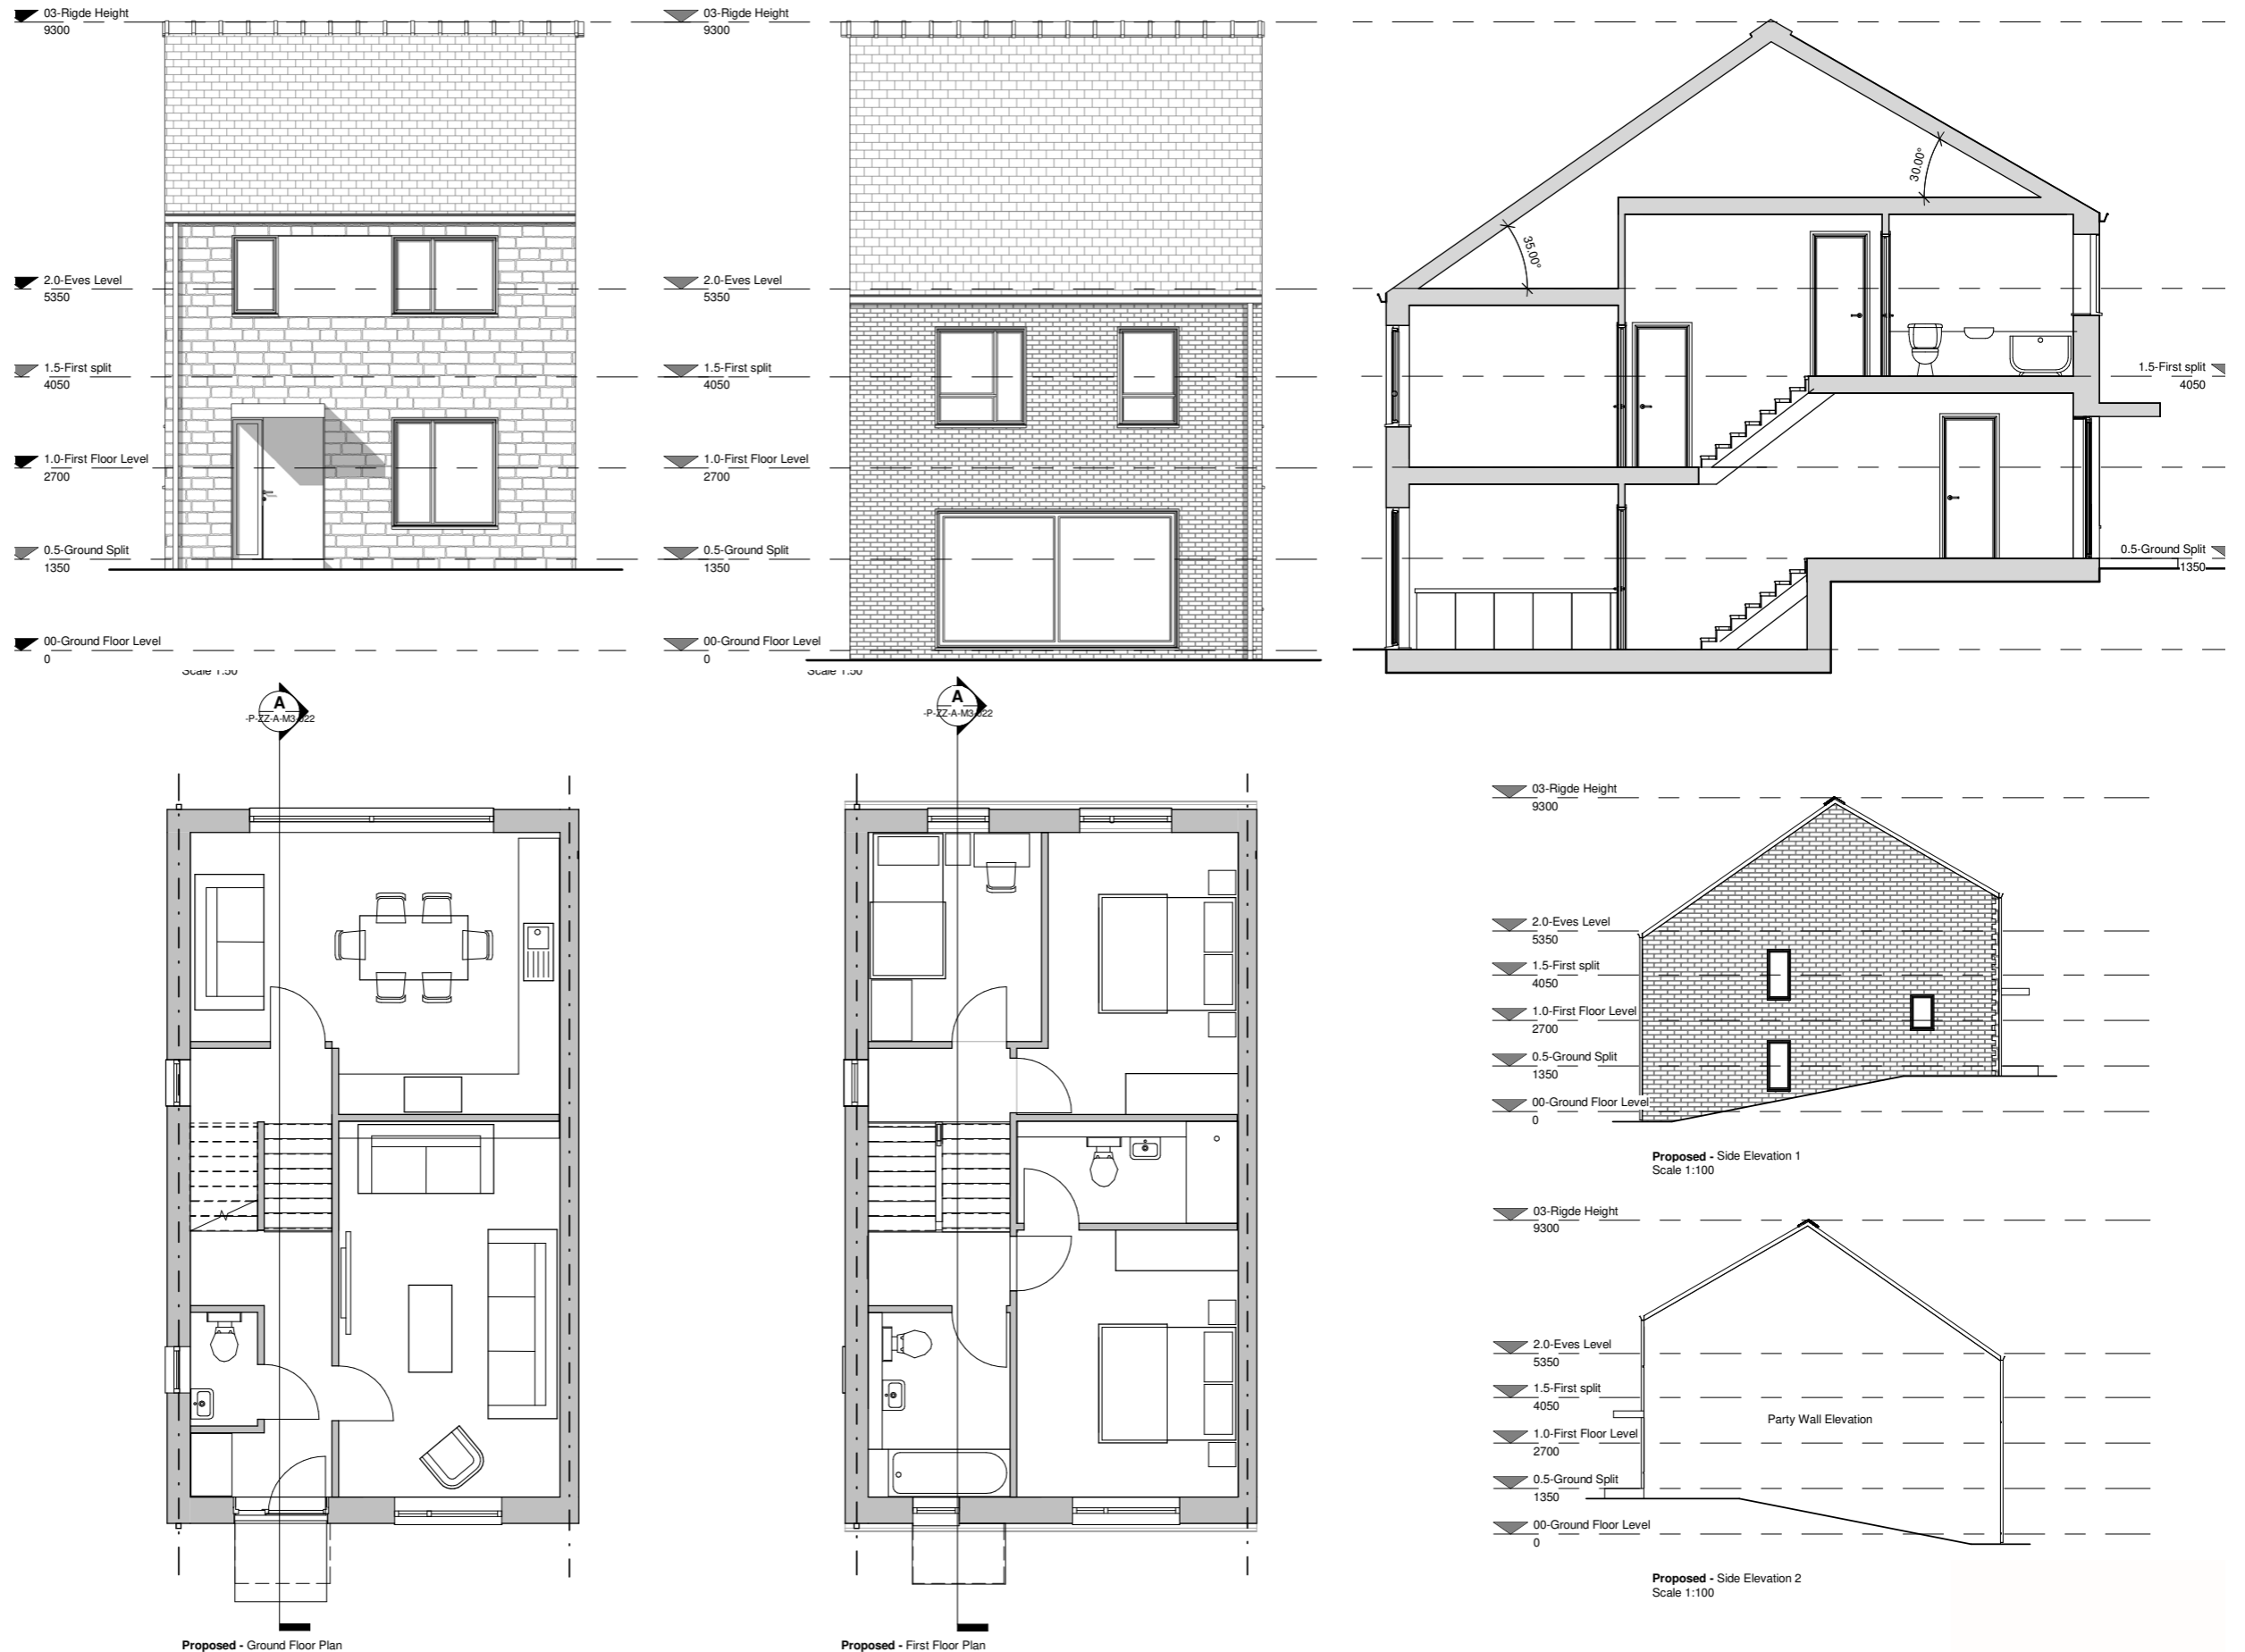 03-Rigde Height
9300
2.0-Eves Level
5350
1.5-First split
4050
1.0-First Floor Level
2700
0.5-Ground Split
1350
00-Ground Floor Level
0
Scale 1:50
03-Rigde Height
9300
2.0-Eves Level
5350
1.5-First split
4050
1.0-First Floor Level
2700
0.5-Ground Split
1350
00-Ground Floor Level
0
Scale 1:50
30.00°
35.00°
1.5-First split
4050
0.5-Ground Split
1350
A
-P-ZZ-A-M3-022
Proposed - Ground Floor Plan
A
-P-ZZ-A-M3-022
Proposed - First Floor Plan
03-Rigde Height
9300
2.0-Eves Level
5350
1.5-First split
4050
1.0-First Floor Level
2700
0.5-Ground Split
1350
00-Ground Floor Level
0
Proposed - Side Elevation 1
Scale 1:100
03-Rigde Height
9300
2.0-Eves Level
5350
1.5-First split
4050
Party Wall Elevation
1.0-First Floor Level
2700
0.5-Ground Split
1350
00-Ground Floor Level
0
Proposed - Side Elevation 2
Scale 1:100